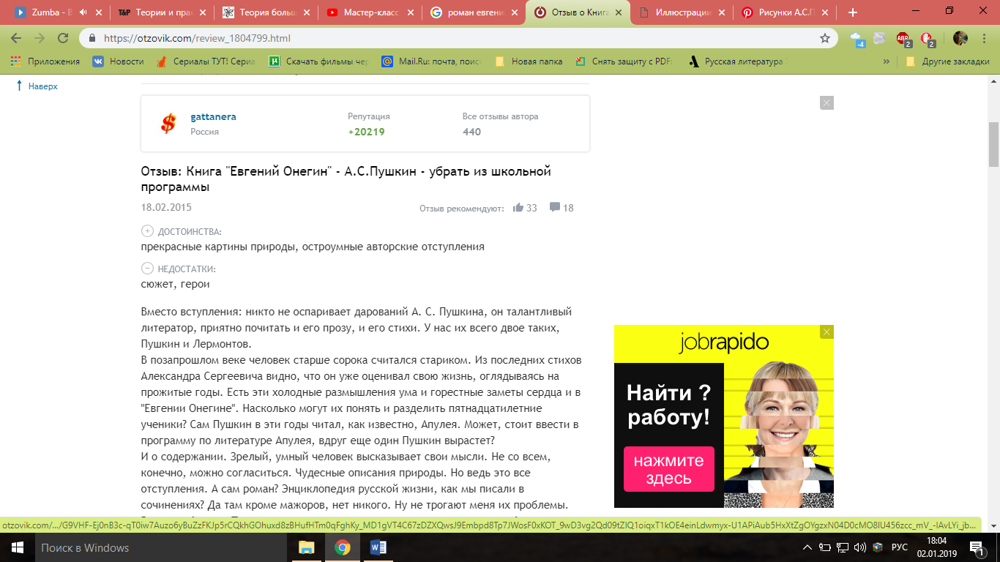 Zumba - B
Теории и пра
Теория больш
Мастер-класс
роман евгени
Отзыв о Книга
Иллюстрации
Рисунки А.С.П
https://otzovik.com/review_1804799.html
-4
ABP
2
2
Приложения
Новости
Сериалы ТУТ! Сериа
Скачать фильмы чер
Mail.Ru: почта, поиск
Новая папка
Снять защиту с PDF:
Русская литература
Другие закладки
Наверх
gattanera
Россия
Репутация
+20219
Все отзывы автора
440
Отзыв: Книга "Евгений Онегин" - А.С.Пушкин - убрать из школьной
программы
18.02.2015
Отзыв рекомендуют: 33 18
ДОСТОИНСТВА:
прекрасные картины природы, остроумные авторские отступления
НЕДОСТАТКИ:
сюжет, герои
Вместо вступления: никто не оспаривает дарований А. С. Пушкина, он талантливый
литератор, приятно почитать и его прозу, и его стихи. У нас их всего двое таких,
Пушкин и Лермонтов.
В позапрошлом веке человек старше сорока считался стариком. Из последних стихов
Александра Сергеевича видно, что он уже оценивал свою жизнь, оглядываясь на
прожитые годы. Есть эти холодные размышления ума и горестные заметы сердца и в
"Евгении Онегине". Насколько могут их понять и разделить пятнадцатилетние
ученики? Сам Пушкин в эти годы читал, как известно, Апулея. Может, стоит ввести в
программу по литературе Апулея, вдруг еще один Пушкин вырастет?
И о содержании. Зрелый, умный человек высказывает свои мысли. Не со всем,
конечно, можно согласиться. Чудесные описания природы. Но ведь это все
отступления. А сам роман? Энциклопедия русской жизни, как мы писали в
сочинениях? Да там кроме мажоров, нет никого. Ну не трогают меня их проблемы.
jobrapido
Найти ?
работу!
нажмите
здесь
Поиск в Windows
РУС
18:04
02.01.2019
1